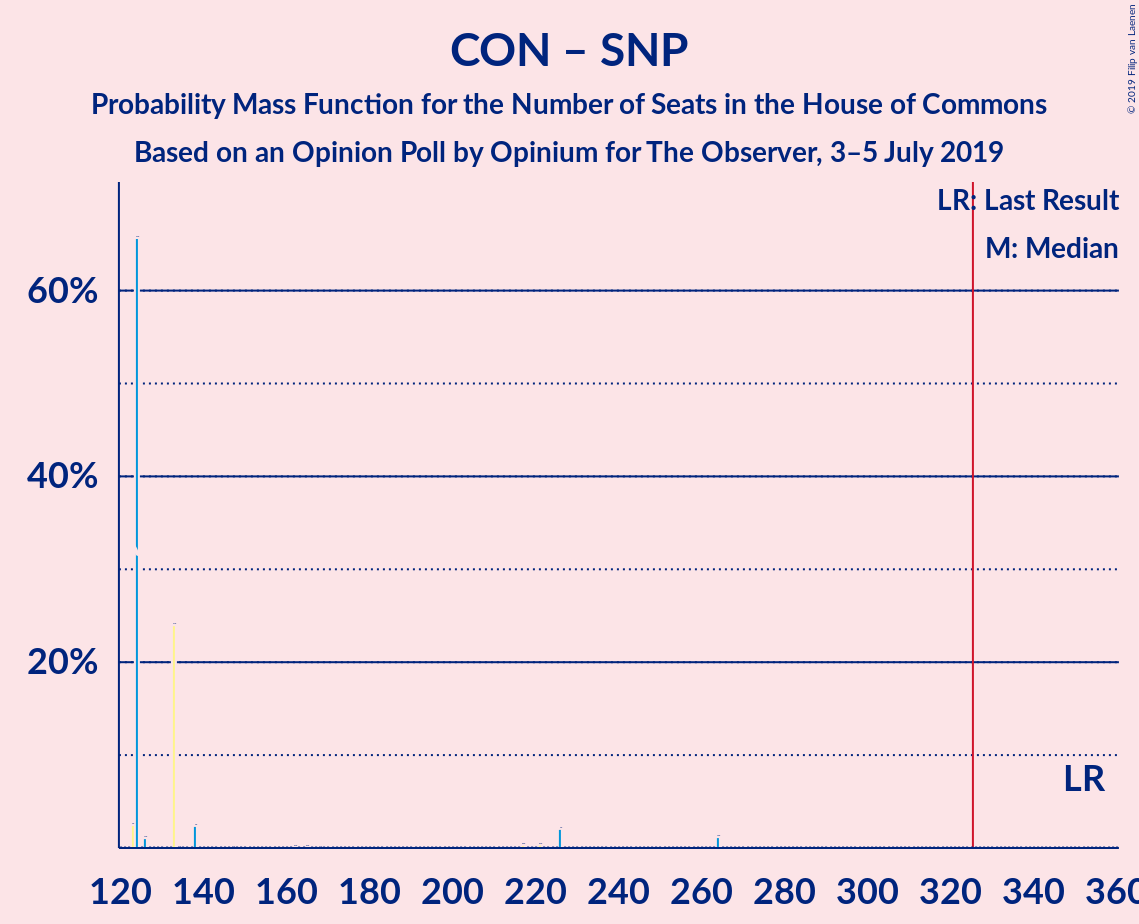 CON – SNP
Probability Mass Function for the Number of Seats in the House of Commons
Based on an Opinion Poll by Opinium for The Observer, 3–5 July 2019
© 2019 Filip van Laenen
LR: Last Result
M: Median
60%
40%
20%
LR
120 140 160 180 200 220 240 260 280 300 320 340 360